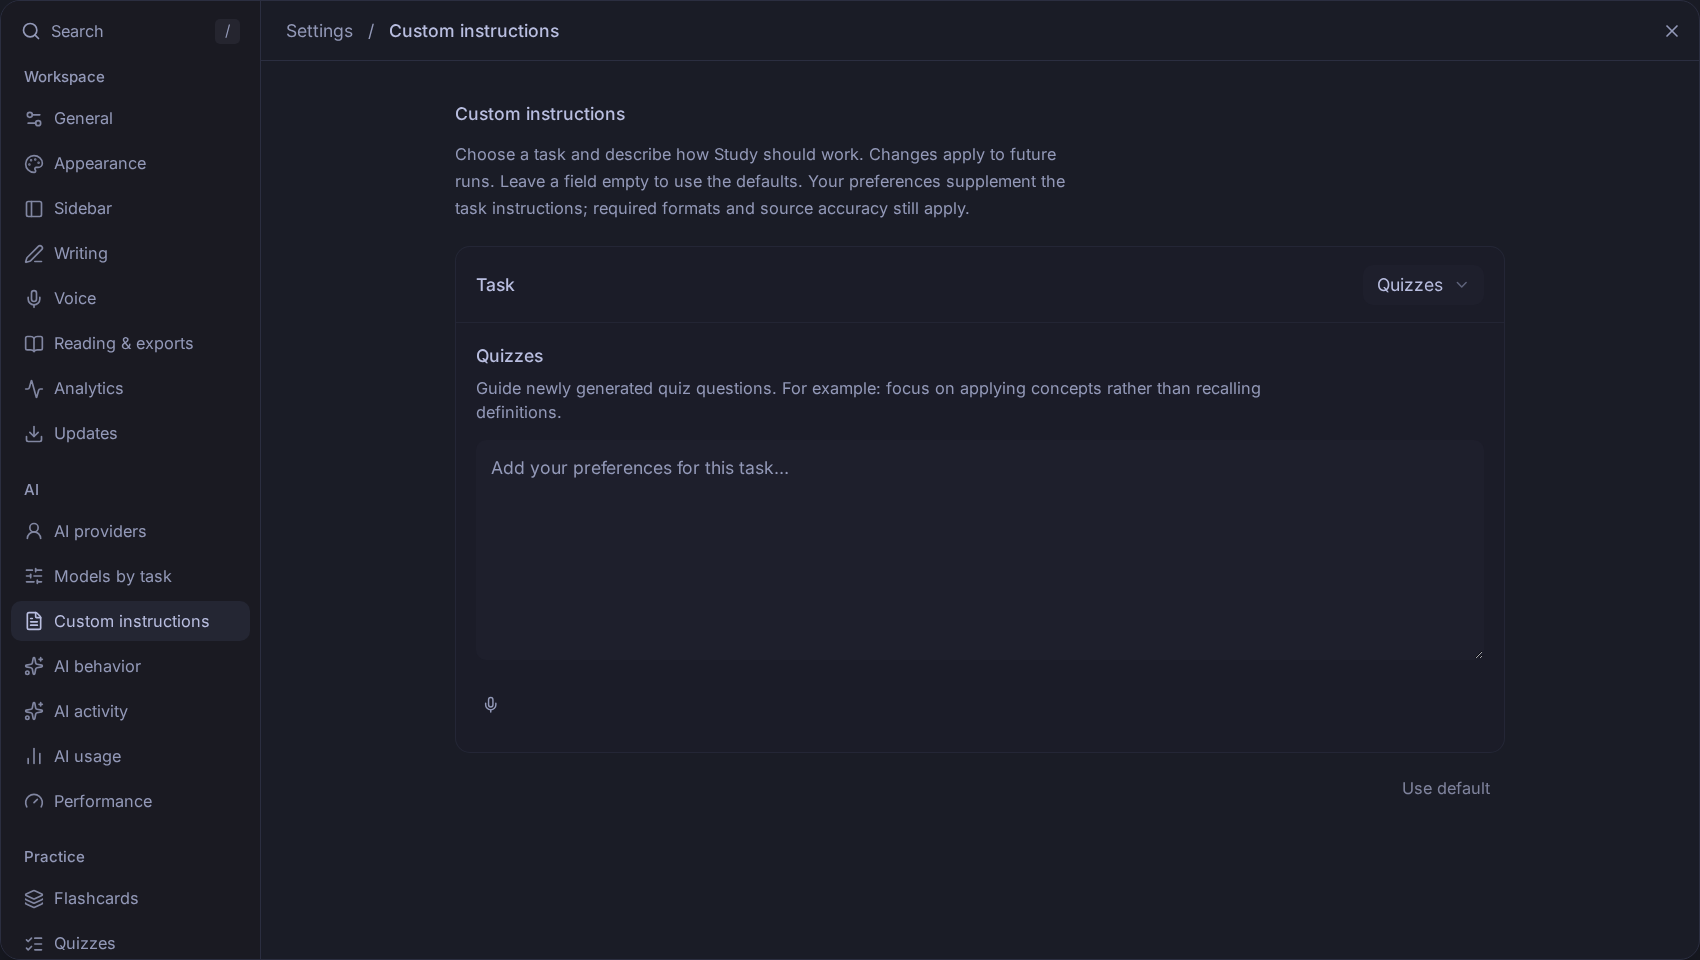 Search
/
Workspace
General
Appearance
Sidebar
Writing
Voice
Reading & exports
Analytics
Updates
AI
AI providers
Models by task
Custom instructions
AI behavior
AI activity
AI usage
Performance
Practice
Flashcards
Quizzes
Settings / Custom instructions
Custom instructions
Choose a task and describe how Study should work. Changes apply to future
runs. Leave a field empty to use the defaults. Your preferences supplement the
task instructions; required formats and source accuracy still apply.
Task
Quizzes
Quizzes
Guide newly generated quiz questions. For example: focus on applying concepts rather than recalling
definitions.
Add your preferences for this task...
Use default